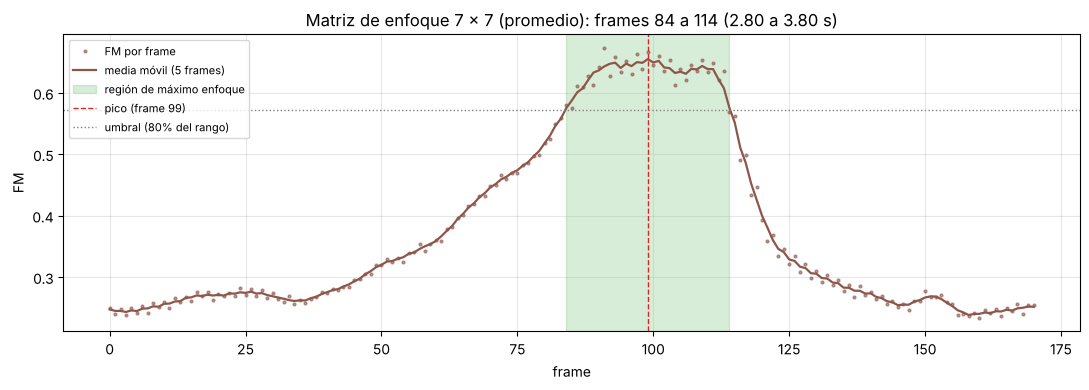 Matriz de enfoque 7 × 7 (promedio): frames 84 a 114 (2.80 a 3.80 s)
FM por frame
media móvil (5 frames)
región de máximo enfoque
pico (frame 99)
umbral (80% del rango)
FM
0.6
0.5
0.4
0.3
0 25 50 75 100 125 150 175
frame